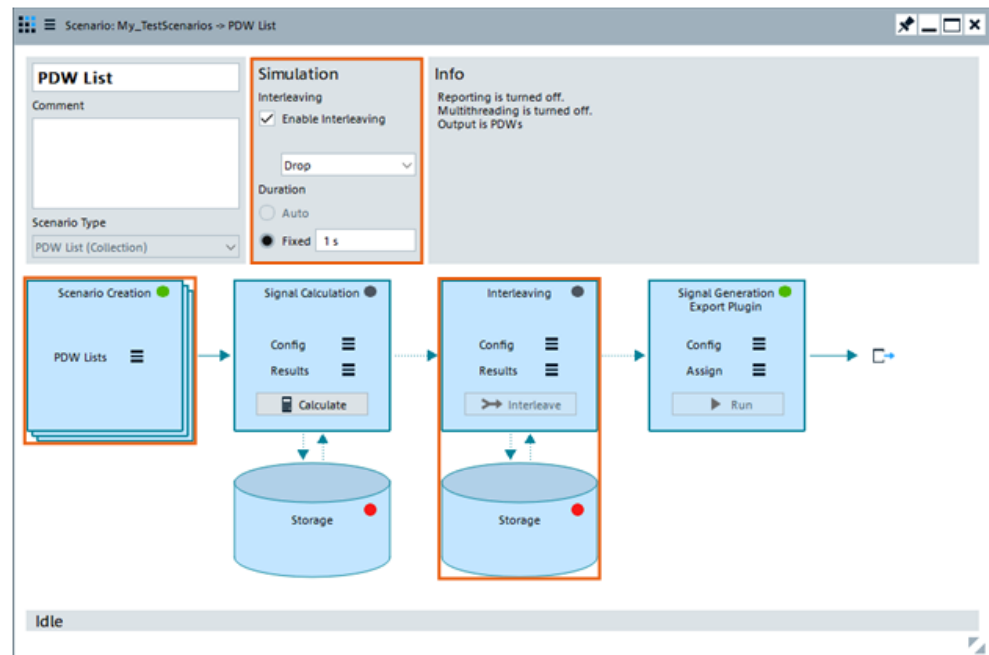 Scenario: My_TestScenarios -> PDW List
PDW List
Comment
Scenario Type
PDW List (Collection)
Simulation
Interleaving
Enable Interleaving
Drop
Duration
Auto
Fixed 1 s
Info
Reporting is turned off.
Multithreading is turned off.
Output is PDWs
Scenario Creation
PDW Lists
Signal Calculation
Config
Results
Calculate
Storage
Interleaving
Config
Results
Interleave
Storage
Signal Generation
Export Plugin
Config
Assign
Run
Idle